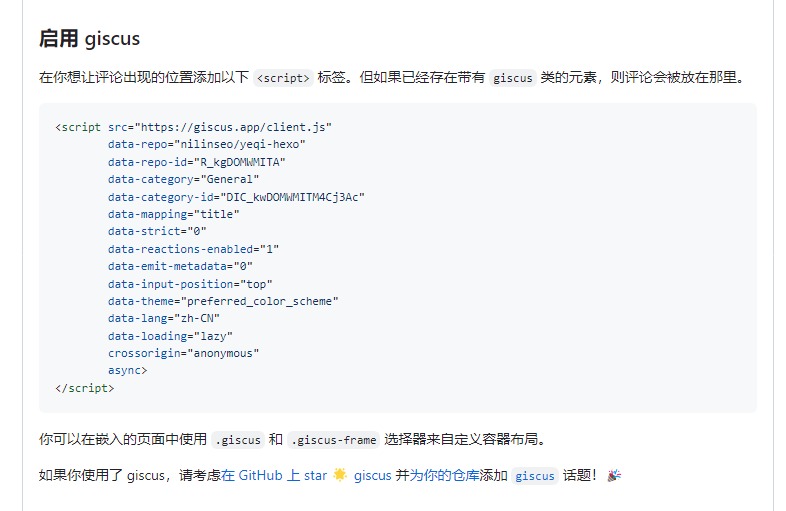 启用 giscus
在你想让评论出现的位置添加以下 <script> 标签。但如果已经存在带有 giscus 类的元素，则评论会被放在那里。
<script src="https://giscus.app/client.js"
data-repo="nilinseo/yeqi-hexo"
data-repo-id="R_kgDOMWMITA"
data-category="General"
data-category-id="DIC_kwDOMWMITM4Cj3Ac"
data-mapping="title"
data-strict="0"
data-reactions-enabled="1"
data-emit-metadata="0"
data-input-position="top"
data-theme="preferred_color_scheme"
data-lang="zh-CN"
data-loading="lazy"
crossorigin="anonymous"
async>
</script>
你可以在嵌入的页面中使用 .giscus 和 .giscus-frame 选择器来自定义容器布局。
如果你使用了 giscus，请考虑在 GitHub 上 star 🌟 giscus 并为你的仓库添加 giscus 话题！🎉